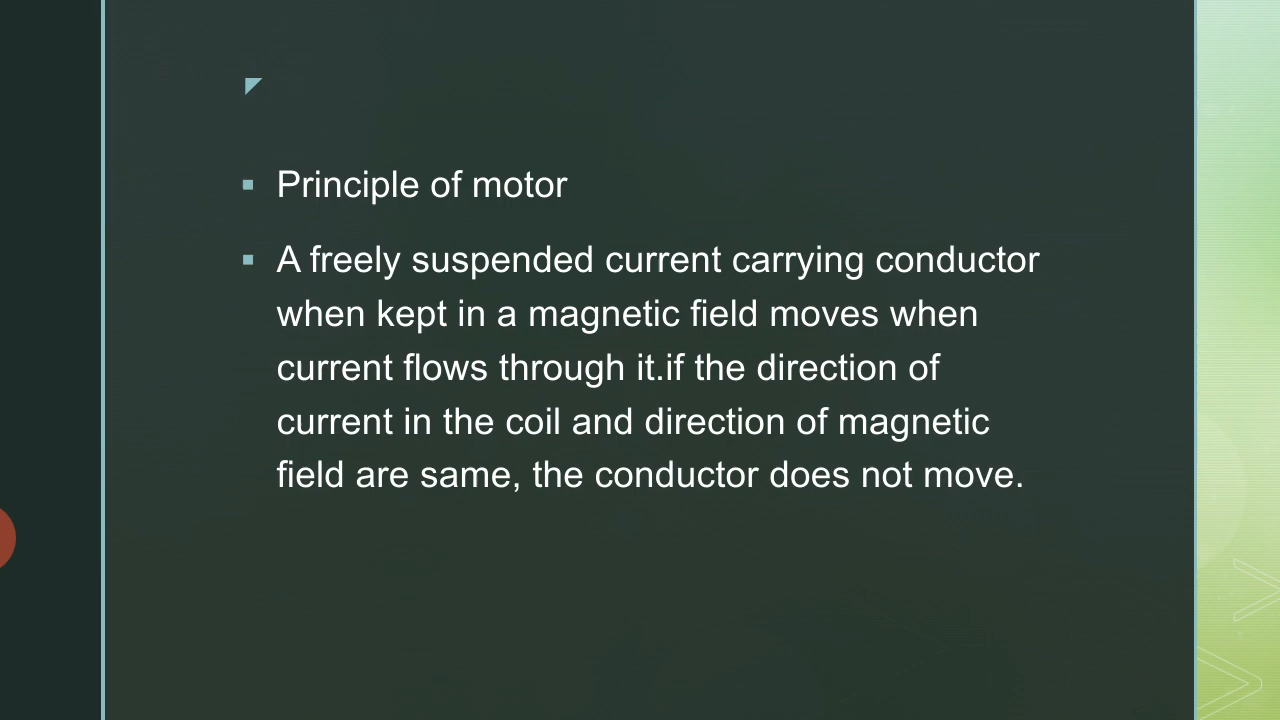 Principle of motor
A freely suspended current carrying conductor
when kept in a magnetic field moves when
current flows through it.if the direction of
current in the coil and direction of magnetic
field are same, the conductor does not move.